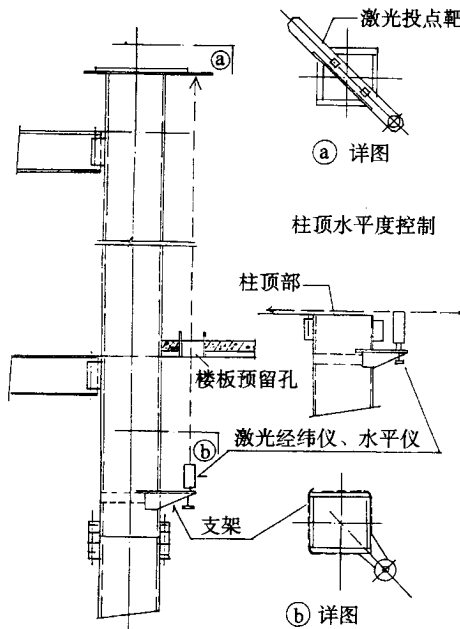 激光投点靶
ⓐ
ⓐ 详图
柱顶水平度控制
柱顶部
楼板预留孔
ⓑ
激光经纬仪、水平仪
支架
ⓑ 详图